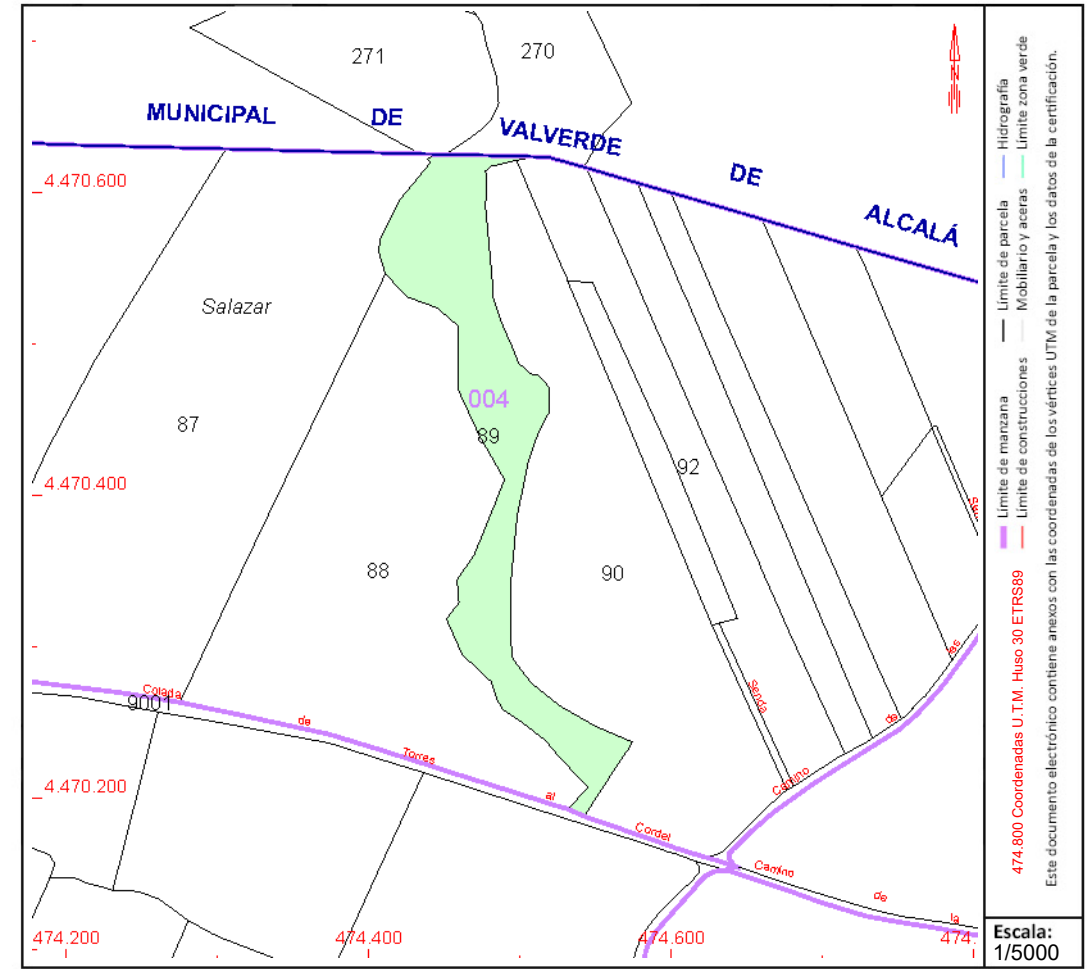 271
270
MUNICIPAL DE VALVERDE DE ALCALÁ
4.470.600
Salazar
87
004
89
92
4.470.400
88
90
Senda
Colada de Torres al Cordel
9001
Camino de las
4.470.200
Camino de la
474.200
474.400
474.600
474.
474.800 Coordenadas U.T.M. Huso 30 ETRS89
Límite de manzana
Límite de parcela
Hidrografía
Límite de construcciones
Mobiliario y aceras
Límite zona verde
Este documento electrónico contiene anexos con las coordenadas de los vértices UTM de la parcela y los datos de la certificación.
Escala:
1/5000